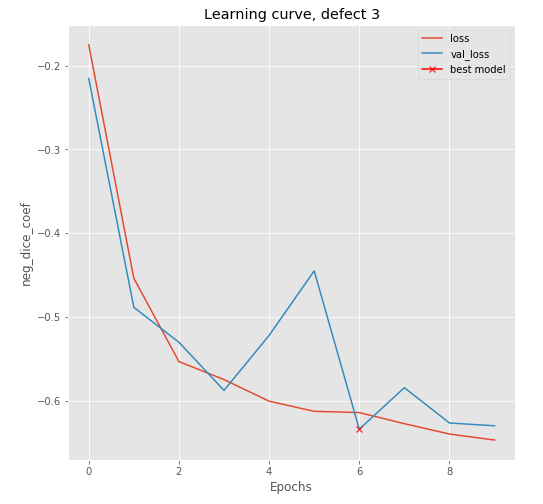 Learning curve, defect 3
loss
val_loss
best model
−0.2
−0.3
−0.4
−0.5
−0.6
neg_dice_coef
0
2
4
6
8
Epochs